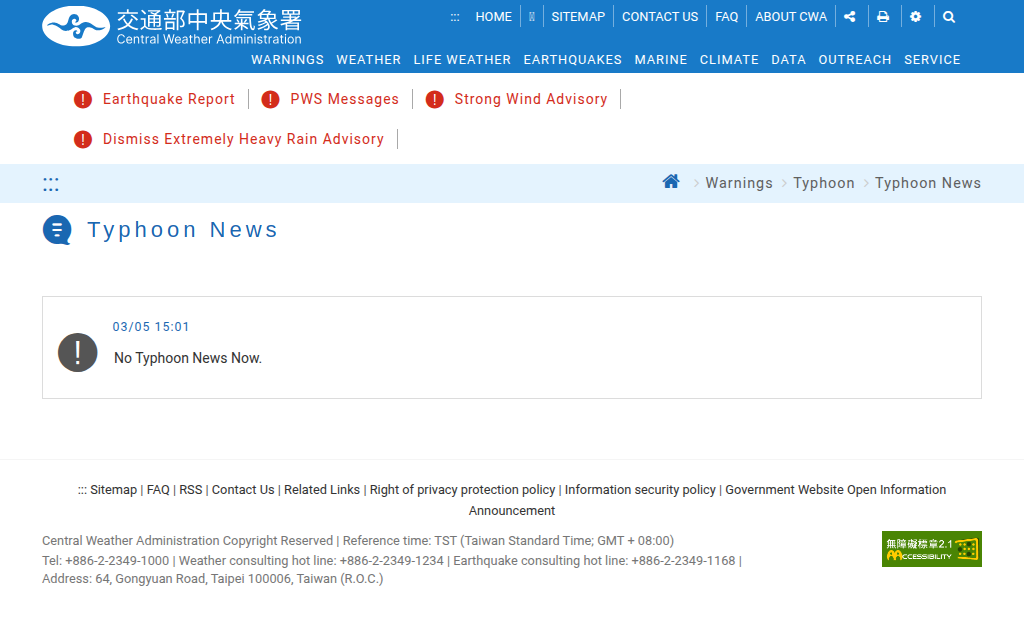 交通部中央氣象署
Central Weather Administration
::: HOME SITEMAP CONTACT US FAQ ABOUT CWA
WARNINGS WEATHER LIFE WEATHER EARTHQUAKES MARINE CLIMATE DATA OUTREACH SERVICE
Earthquake Report PWS Messages Strong Wind Advisory
Dismiss Extremely Heavy Rain Advisory
::: Warnings Typhoon Typhoon News
Typhoon News
03/05 15:01
No Typhoon News Now.
::: Sitemap | FAQ | RSS | Contact Us | Related Links | Right of privacy protection policy | Information security policy | Government Website Open Information
Announcement
Central Weather Administration Copyright Reserved | Reference time: TST (Taiwan Standard Time; GMT + 08:00)
Tel: +886-2-2349-1000 | Weather consulting hot line: +886-2-2349-1234 | Earthquake consulting hot line: +886-2-2349-1168 |
Address: 64, Gongyuan Road, Taipei 100006, Taiwan (R.O.C.)
無障礙標章2.1
AACCESSIBILITY